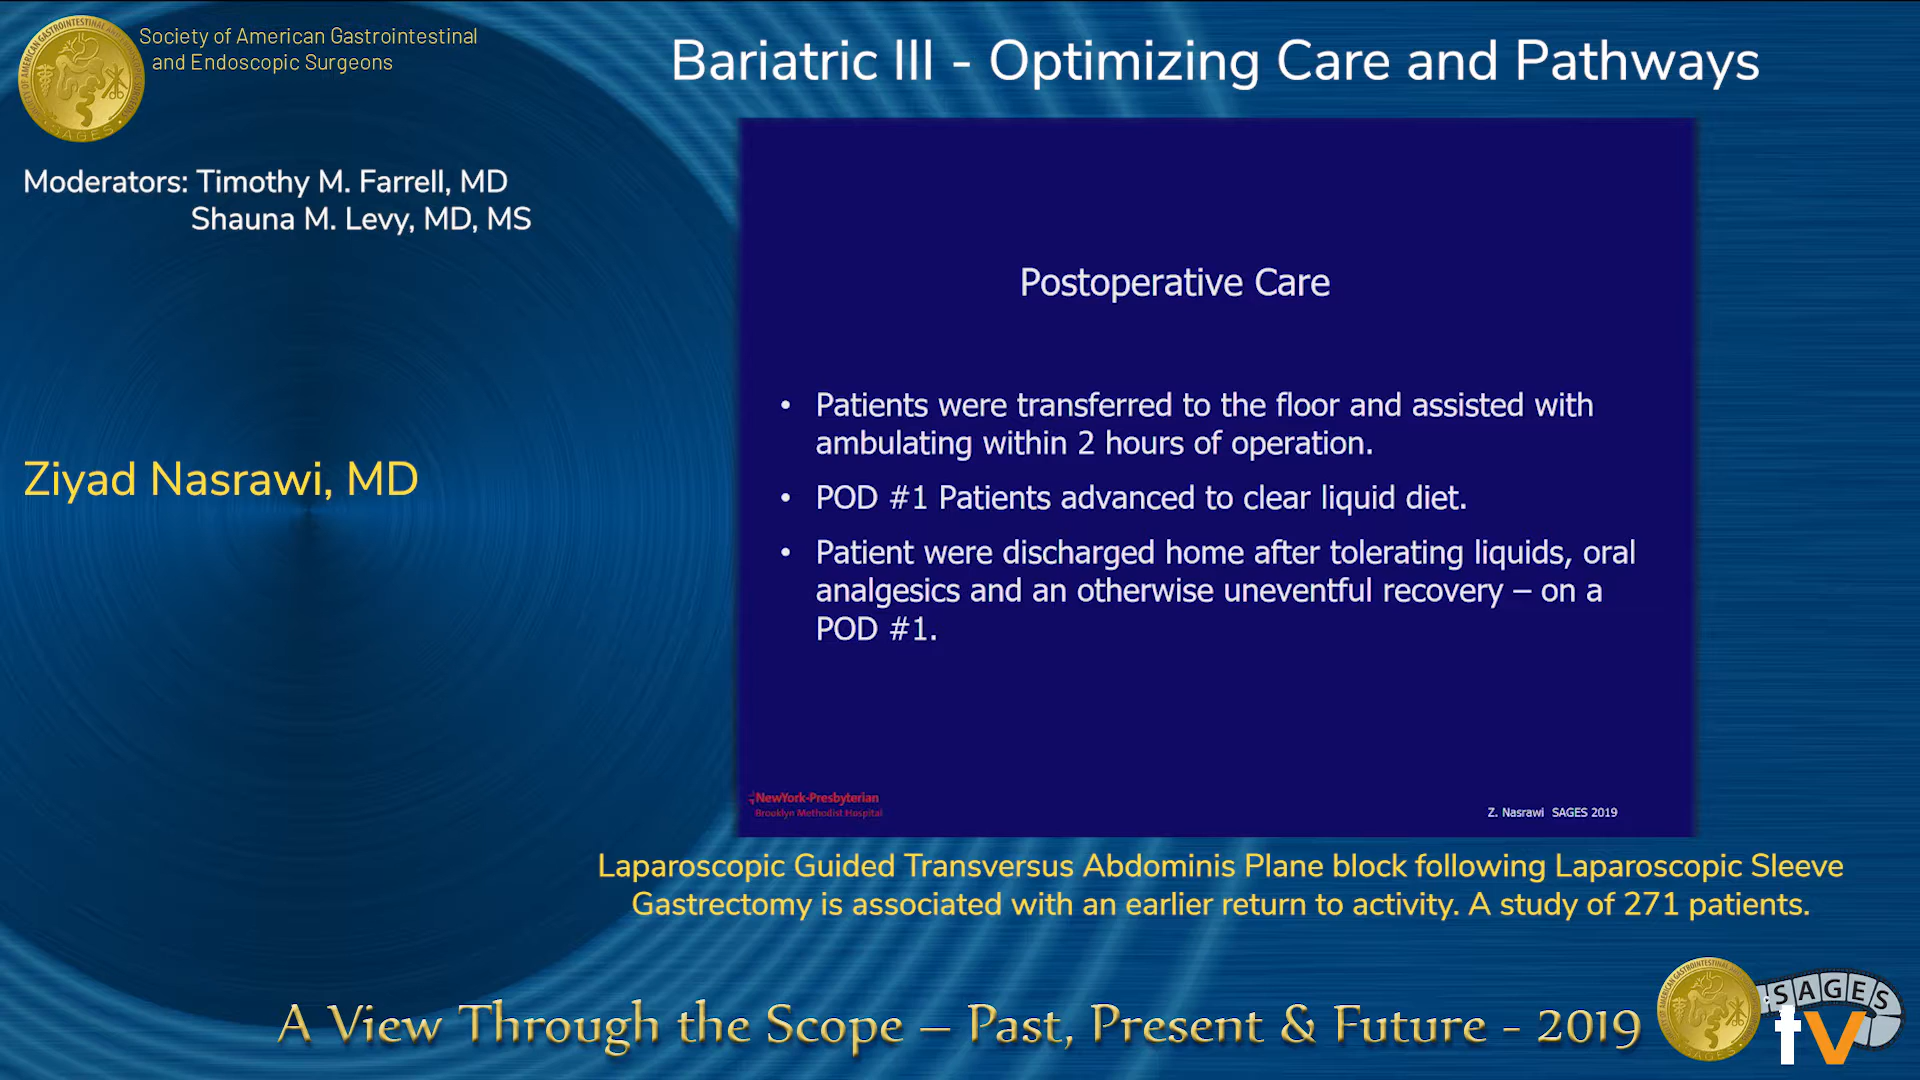 Society of American Gastrointestinal
and Endoscopic Surgeons
Bariatric III - Optimizing Care and Pathways
Moderators: Timothy M. Farrell, MD
Shauna M. Levy, MD, MS
Ziyad Nasrawi, MD
Postoperative Care
• Patients were transferred to the floor and assisted with
ambulating within 2 hours of operation.
• POD #1 Patients advanced to clear liquid diet.
• Patient were discharged home after tolerating liquids, oral
analgesics and an otherwise uneventful recovery – on a
POD #1.
NewYork-Presbyterian
Brooklyn Methodist Hospital
Z. Nasrawi SAGES 2019
Laparoscopic Guided Transversus Abdominis Plane block following Laparoscopic Sleeve
Gastrectomy is associated with an earlier return to activity. A study of 271 patients.
A View Through the Scope – Past, Present & Future - 2019
SAGES
tv